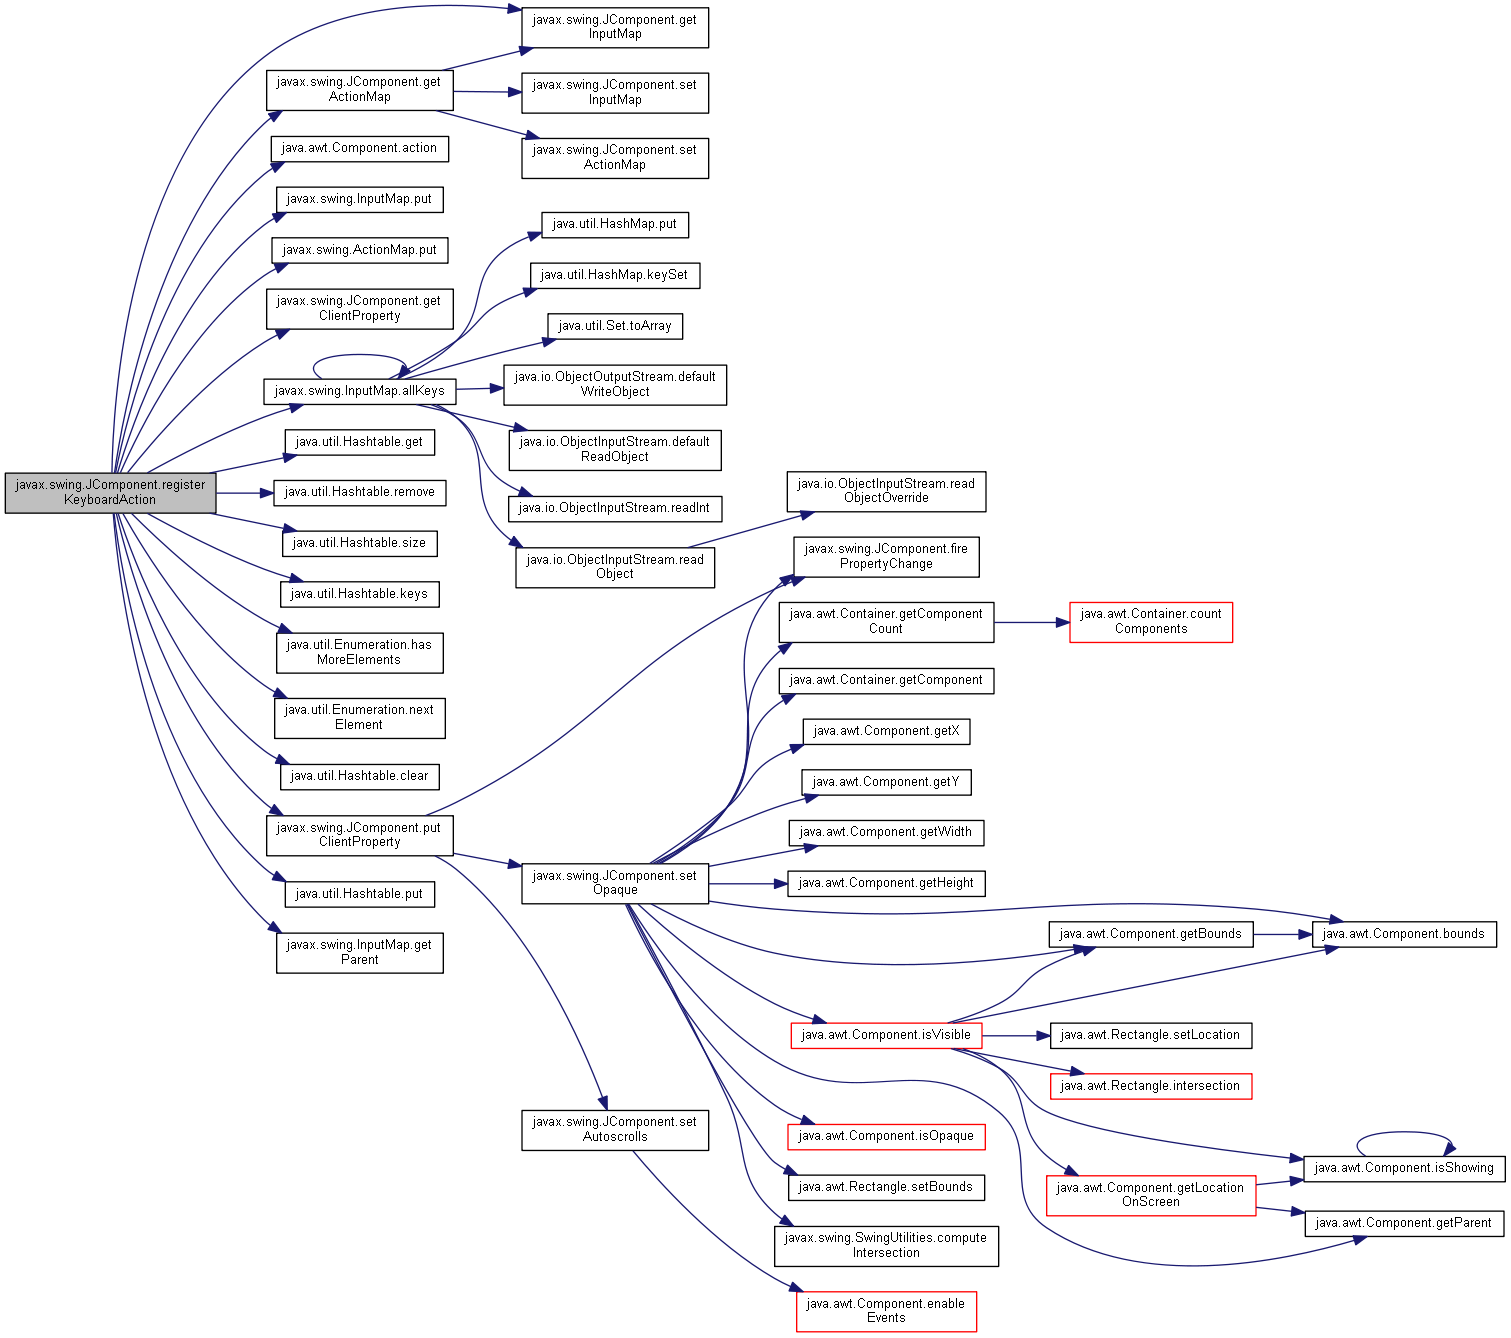 javax.swing.JComponent.register
KeyboardAction
javax.swing.JComponent.get
InputMap
javax.swing.JComponent.get
ActionMap
javax.swing.JComponent.set
InputMap
javax.swing.JComponent.set
ActionMap
java.awt.Component.action
javax.swing.InputMap.put
javax.swing.ActionMap.put
javax.swing.JComponent.get
ClientProperty
javax.swing.InputMap.allKeys
java.util.HashMap.put
java.util.HashMap.keySet
java.util.Set.toArray
java.io.ObjectOutputStream.default
WriteObject
java.io.ObjectInputStream.default
ReadObject
java.io.ObjectInputStream.readInt
java.io.ObjectInputStream.read
Object
java.io.ObjectInputStream.read
ObjectOverride
java.util.Hashtable.get
java.util.Hashtable.remove
java.util.Hashtable.size
java.util.Hashtable.keys
java.util.Enumeration.has
MoreElements
java.util.Enumeration.next
Element
java.util.Hashtable.clear
javax.swing.JComponent.put
ClientProperty
java.util.Hashtable.put
javax.swing.InputMap.get
Parent
javax.swing.JComponent.fire
PropertyChange
java.awt.Container.getComponent
Count
java.awt.Container.count
Components
java.awt.Container.getComponent
java.awt.Component.getX
java.awt.Component.getY
java.awt.Component.getWidth
javax.swing.JComponent.set
Opaque
java.awt.Component.getHeight
java.awt.Component.getBounds
java.awt.Component.bounds
java.awt.Component.isVisible
java.awt.Rectangle.setLocation
java.awt.Rectangle.intersection
java.awt.Component.isShowing
java.awt.Component.getLocation
OnScreen
java.awt.Component.getParent
java.awt.Component.isOpaque
java.awt.Rectangle.setBounds
javax.swing.SwingUtilities.compute
Intersection
javax.swing.JComponent.set
Autoscrolls
java.awt.Component.enable
Events